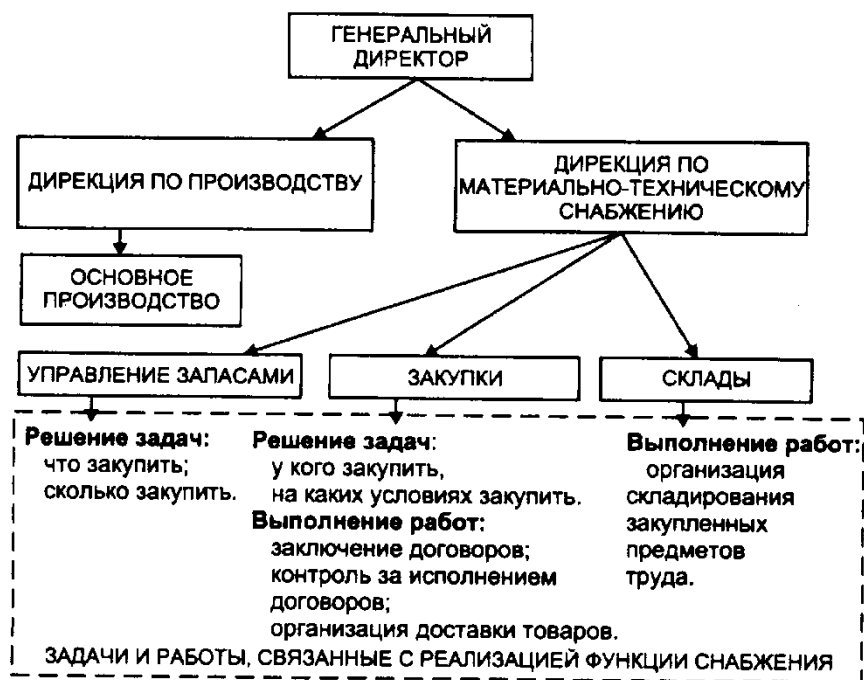 ГЕНЕРАЛЬНЫЙ
ДИРЕКТОР
ДИРЕКЦИЯ ПО ПРОИЗВОДСТВУ
ДИРЕКЦИЯ ПО
МАТЕРИАЛЬНО-ТЕХНИЧЕСКОМУ
СНАБЖЕНИЮ
ОСНОВНОЕ
ПРОИЗВОДСТВО
УПРАВЛЕНИЕ ЗАПАСАМИ
ЗАКУПКИ
СКЛАДЫ
Решение задач:
что закупить;
сколько закупить.
Решение задач:
у кого закупить,
на каких условиях закупить.
Выполнение работ:
заключение договоров;
контроль за исполнением
договоров;
организация доставки товаров.
Выполнение работ:
организация
складирования
закупленных
предметов
труда.
ЗАДАЧИ И РАБОТЫ, СВЯЗАННЫЕ С РЕАЛИЗАЦИЕЙ ФУНКЦИИ СНАБЖЕНИЯ